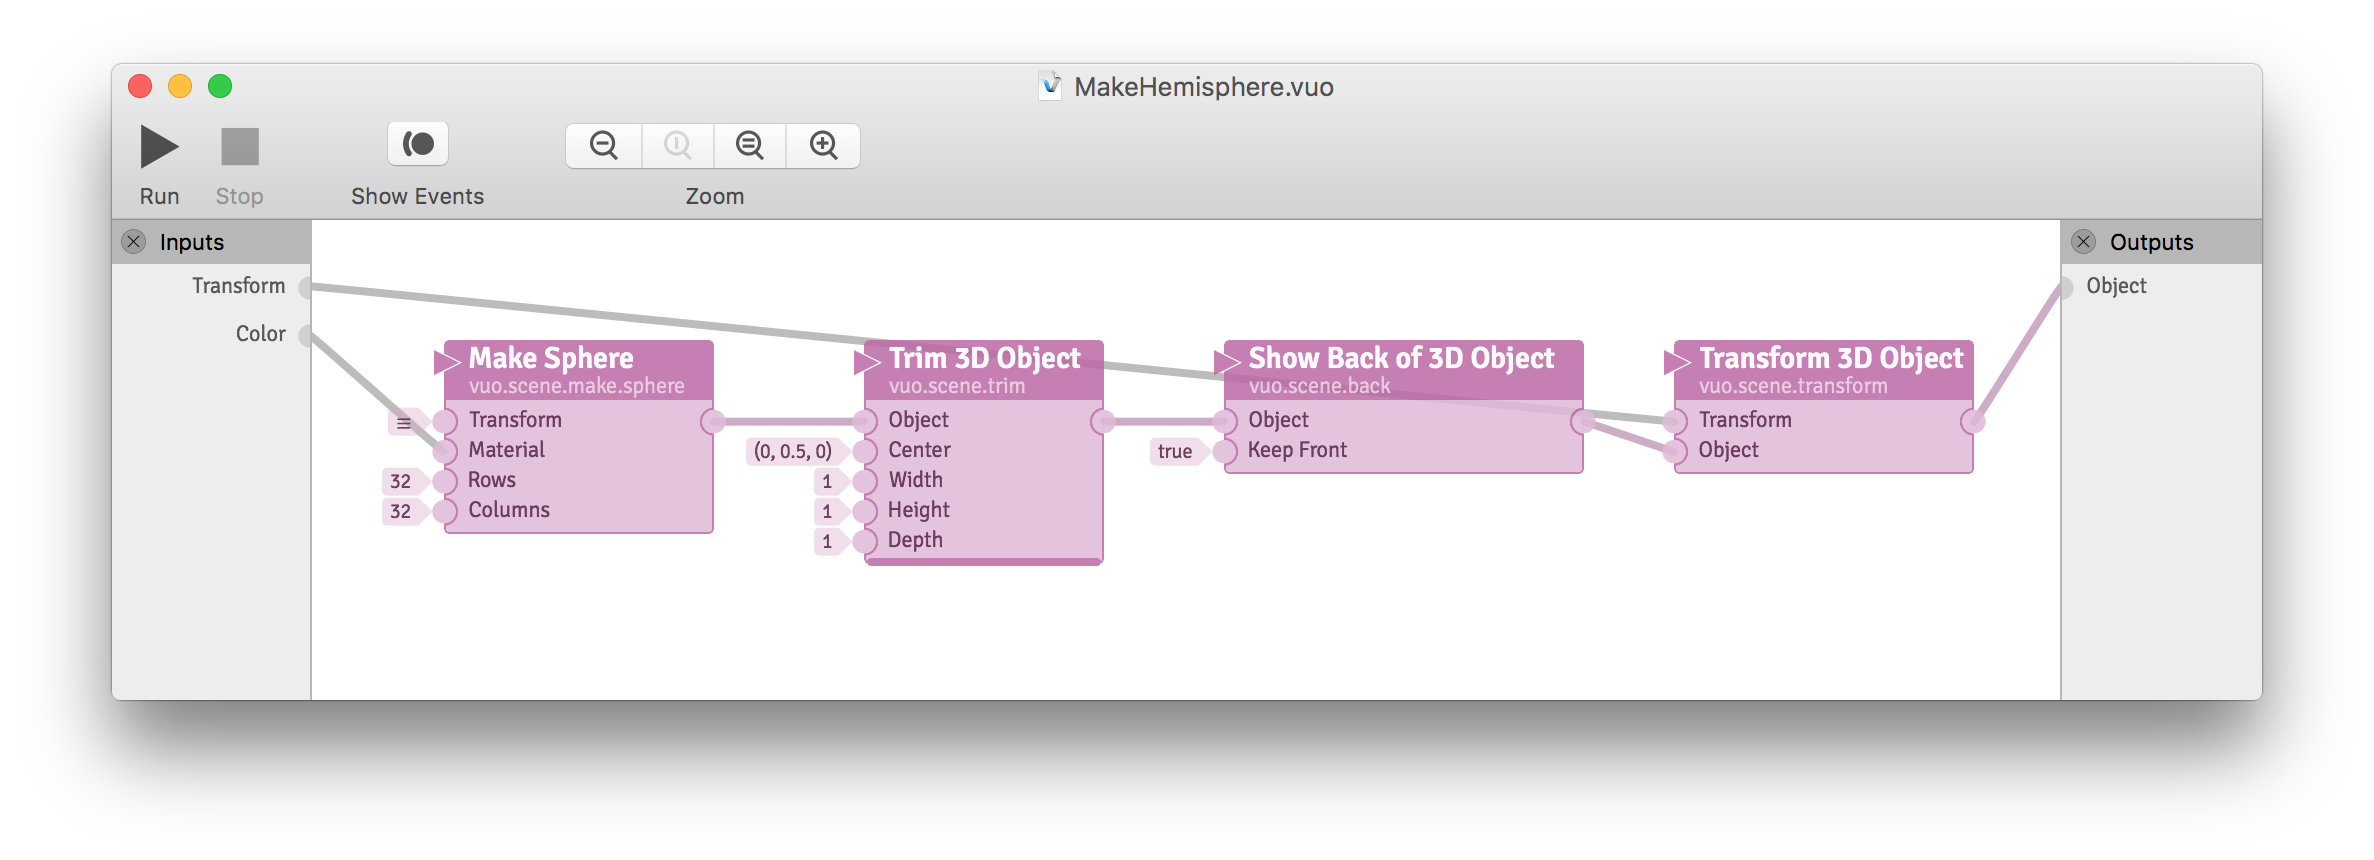 MakeHemisphere.vuo
Run
Stop
Show Events
Zoom
Inputs
Transform
Color
Make Sphere
vuo.scene.make.sphere
Transform
Material
32 Rows
32 Columns
Trim 3D Object
vuo.scene.trim
Object
(0, 0.5, 0) Center
1 Width
1 Height
1 Depth
Show Back of 3D Object
vuo.scene.back
Object
true Keep Front
Transform 3D Object
vuo.scene.transform
Transform
Object
Outputs
Object